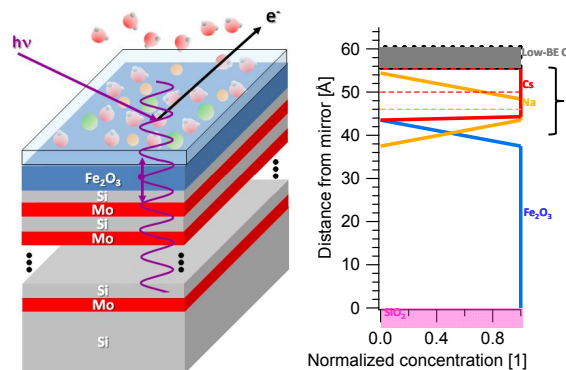 hν
e-
Fe₂O₃
Si
Mo
Si
Mo
Si
Mo
Si
Distance from mirror [Å]
60
50
40
30
20
10
0
Low-BE O
Cs
Na
Fe₂O₃
SiO₂
0.0
0.4
0.8
Normalized concentration [1]